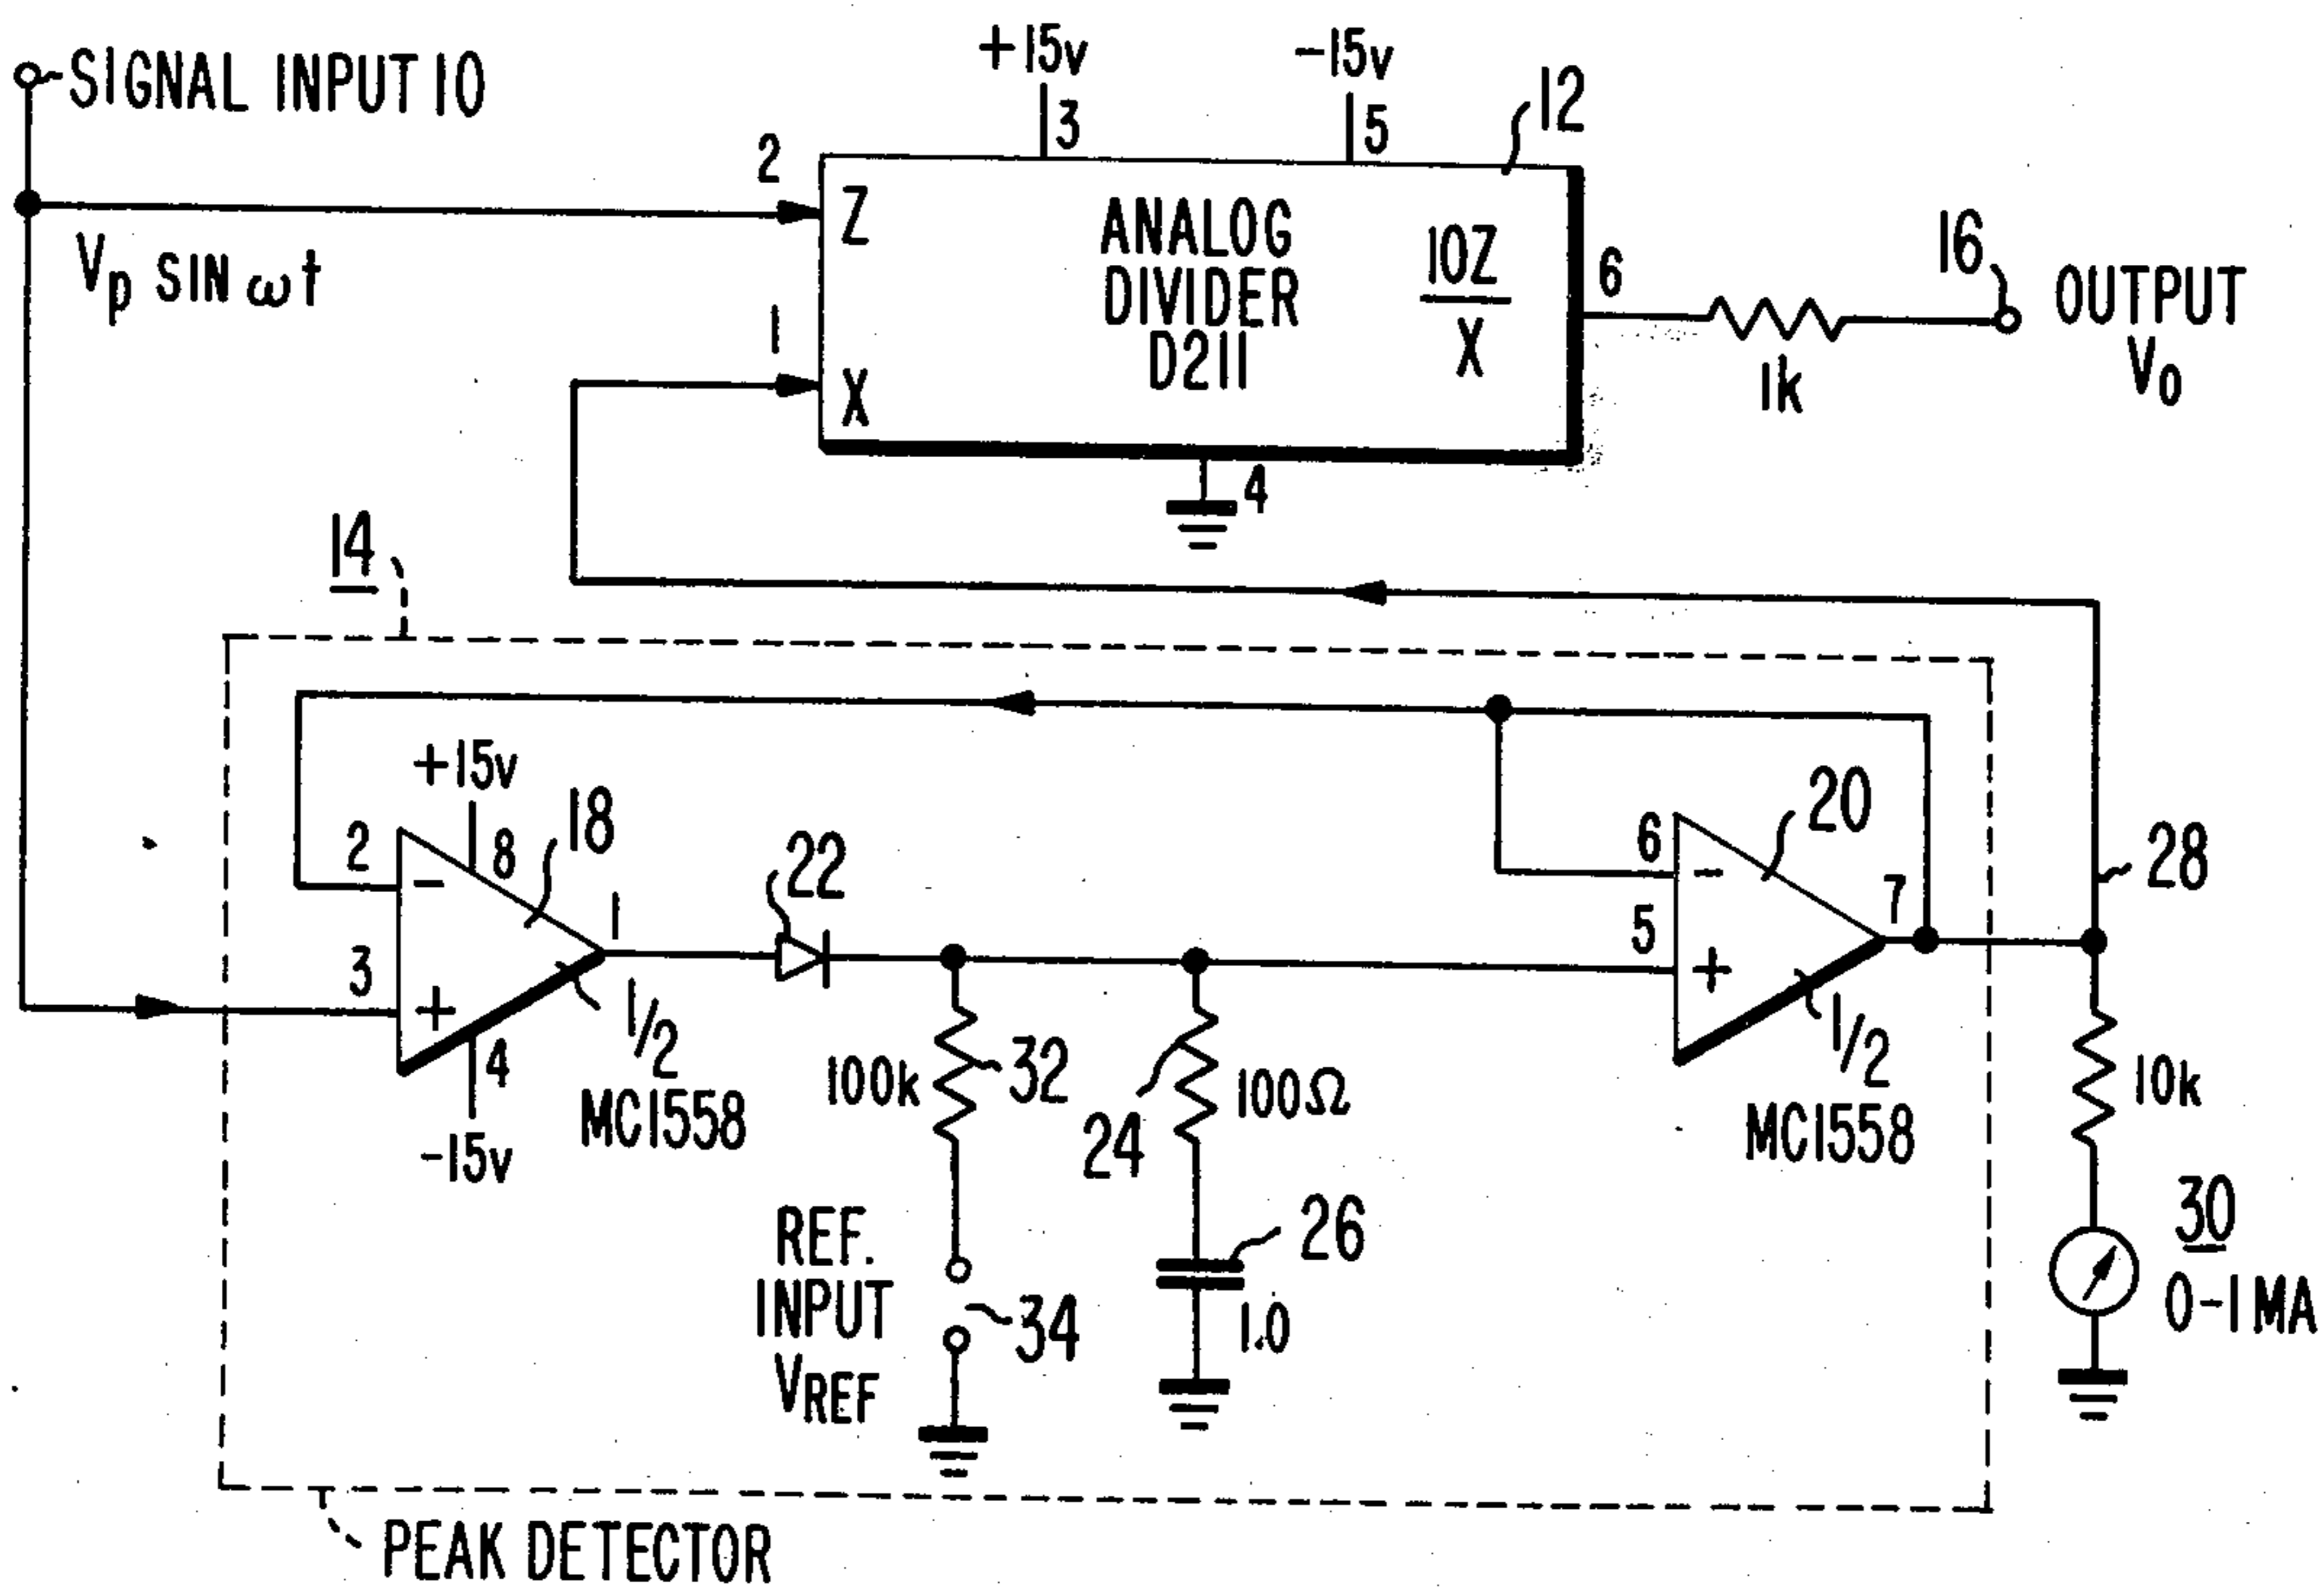 SIGNAL INPUT 10
+15v
-15v
3
5
12
2
Z
ANALOG
DIVIDER
D211
10Z
X
6
16
OUTPUT
Vo
1k
Vp SIN ωt
1
X
4
14
+15v
8
18
2
-
3
+
4
-15v
1
1/2
MC1558
22
100k
32
24
100Ω
26
1.0
REF.
INPUT
VREF
34
6
-
5
+
20
7
1/2
MC1558
28
10k
30
0-1MA
PEAK DETECTOR